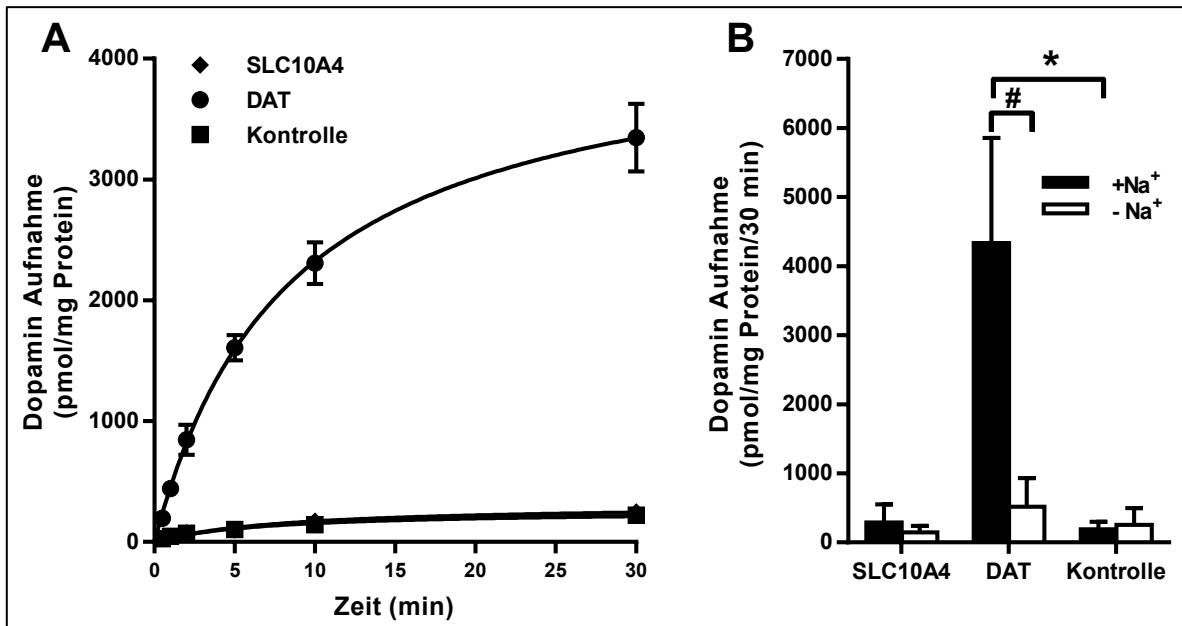 A
SLC10A4
DAT
Kontrolle
Dopamin Aufnahme
(pmol/mg Protein)
4000
3000
2000
1000
0
0 5 10 15 20 25 30
Zeit (min)
B
* 
#
+Na⁺
- Na⁺
Dopamin Aufnahme
(pmol/mg Protein/30 min)
7000
6000
5000
4000
3000
2000
1000
0
SLC10A4 DAT Kontrolle